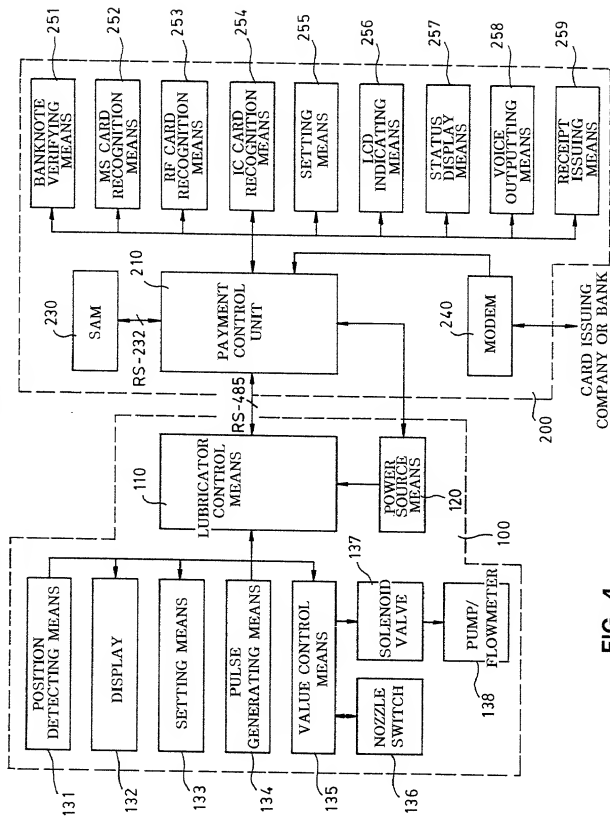 251
BANKNOTE
VERIFYING
MEANS
252
MS CARD
RECOGNITION
MEANS
253
RF CARD
RECOGNITION
MEANS
254
IC CARD
RECOGNITION
MEANS
255
SETTING
MEANS
256
LCD
INDICATING
MEANS
257
STATUS
DISPLAY
MEANS
258
VOICE
OUTPUTTING
MEANS
259
RECEIPT
ISSUING
MEANS
230
SAM
RS-232
210
PAYMENT
CONTROL
UNIT
240
MODEM
CARD ISSUING
COMPANY OR BANK
200
RS-485
110
LUBRICATOR
CONTROL
MEANS
POWER
SOURCE
MEANS
120
100
POSITION
DETECTING MEANS
131
DISPLAY
132
SETTING MEANS
133
PULSE
GENERATING MEANS
134
VALUE CONTROL
MEANS
135
137
SOLENOID
VALVE
NOZZLE
SWITCH
136
PUMP/
FLOWMETER
138
FIG. 4